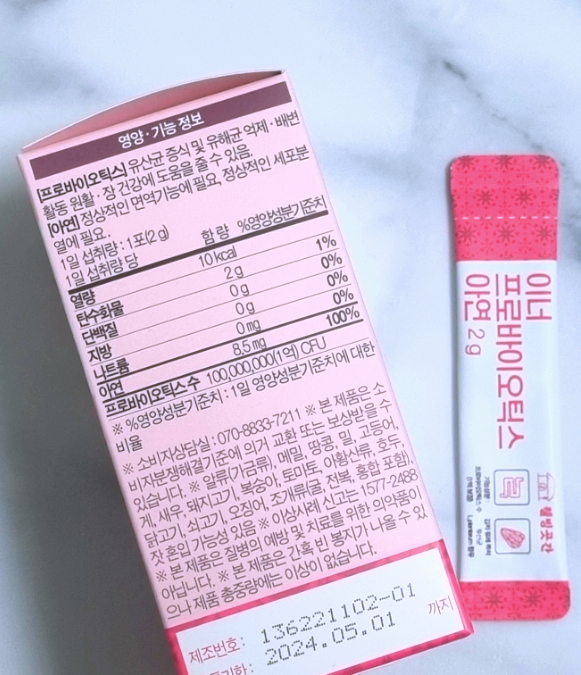 영양·기능 정보
[프로바이오틱스] 유산균 증식 및 유해균 억제·배변
활동 원활·장 건강에 도움을 줄 수 있음.
[아연] 정상적인 면역기능에 필요, 정상적인 세포분
열에 필요.
1일 섭취량 : 1포(2g)
1일 섭취량 당 함량 %영양성분기준치
열량 10 kcal
탄수화물 2 g 1%
단백질 0 g 0%
지방 0 g 0%
나트륨 0 mg 0%
아연 8.5 mg 100%
프로바이오틱스 수 100,000,000(1억) CFU
※ %영양성분기준치 : 1일 영양성분기준치에 대한
비율
※ 소비자상담실 : 070-8833-7211 ※ 본 제품은 소
비자분쟁해결기준에 의거 교환 또는 보상받을 수
있습니다. ※ 알류(가금류), 메밀, 땅콩, 밀, 고등어,
게, 새우, 돼지고기, 복숭아, 토마토, 아황산류, 호두,
닭고기, 쇠고기, 오징어, 조개류(굴, 전복, 홍합 포함),
잣 혼입 가능성 있음 ※ 이상사례 신고는 1577-2488
※ 본 제품은 질병의 예방 및 치료를 위한 의약품이
아닙니다. ※ 본 제품은 간혹 빈 봉지가 나올 수 있
으나 제품 총중량에는 이상이 없습니다.
제조번호: 136221102-01
2024.05.01 까지
이너
프로바이오틱스
아연 2g
웰빙곳간